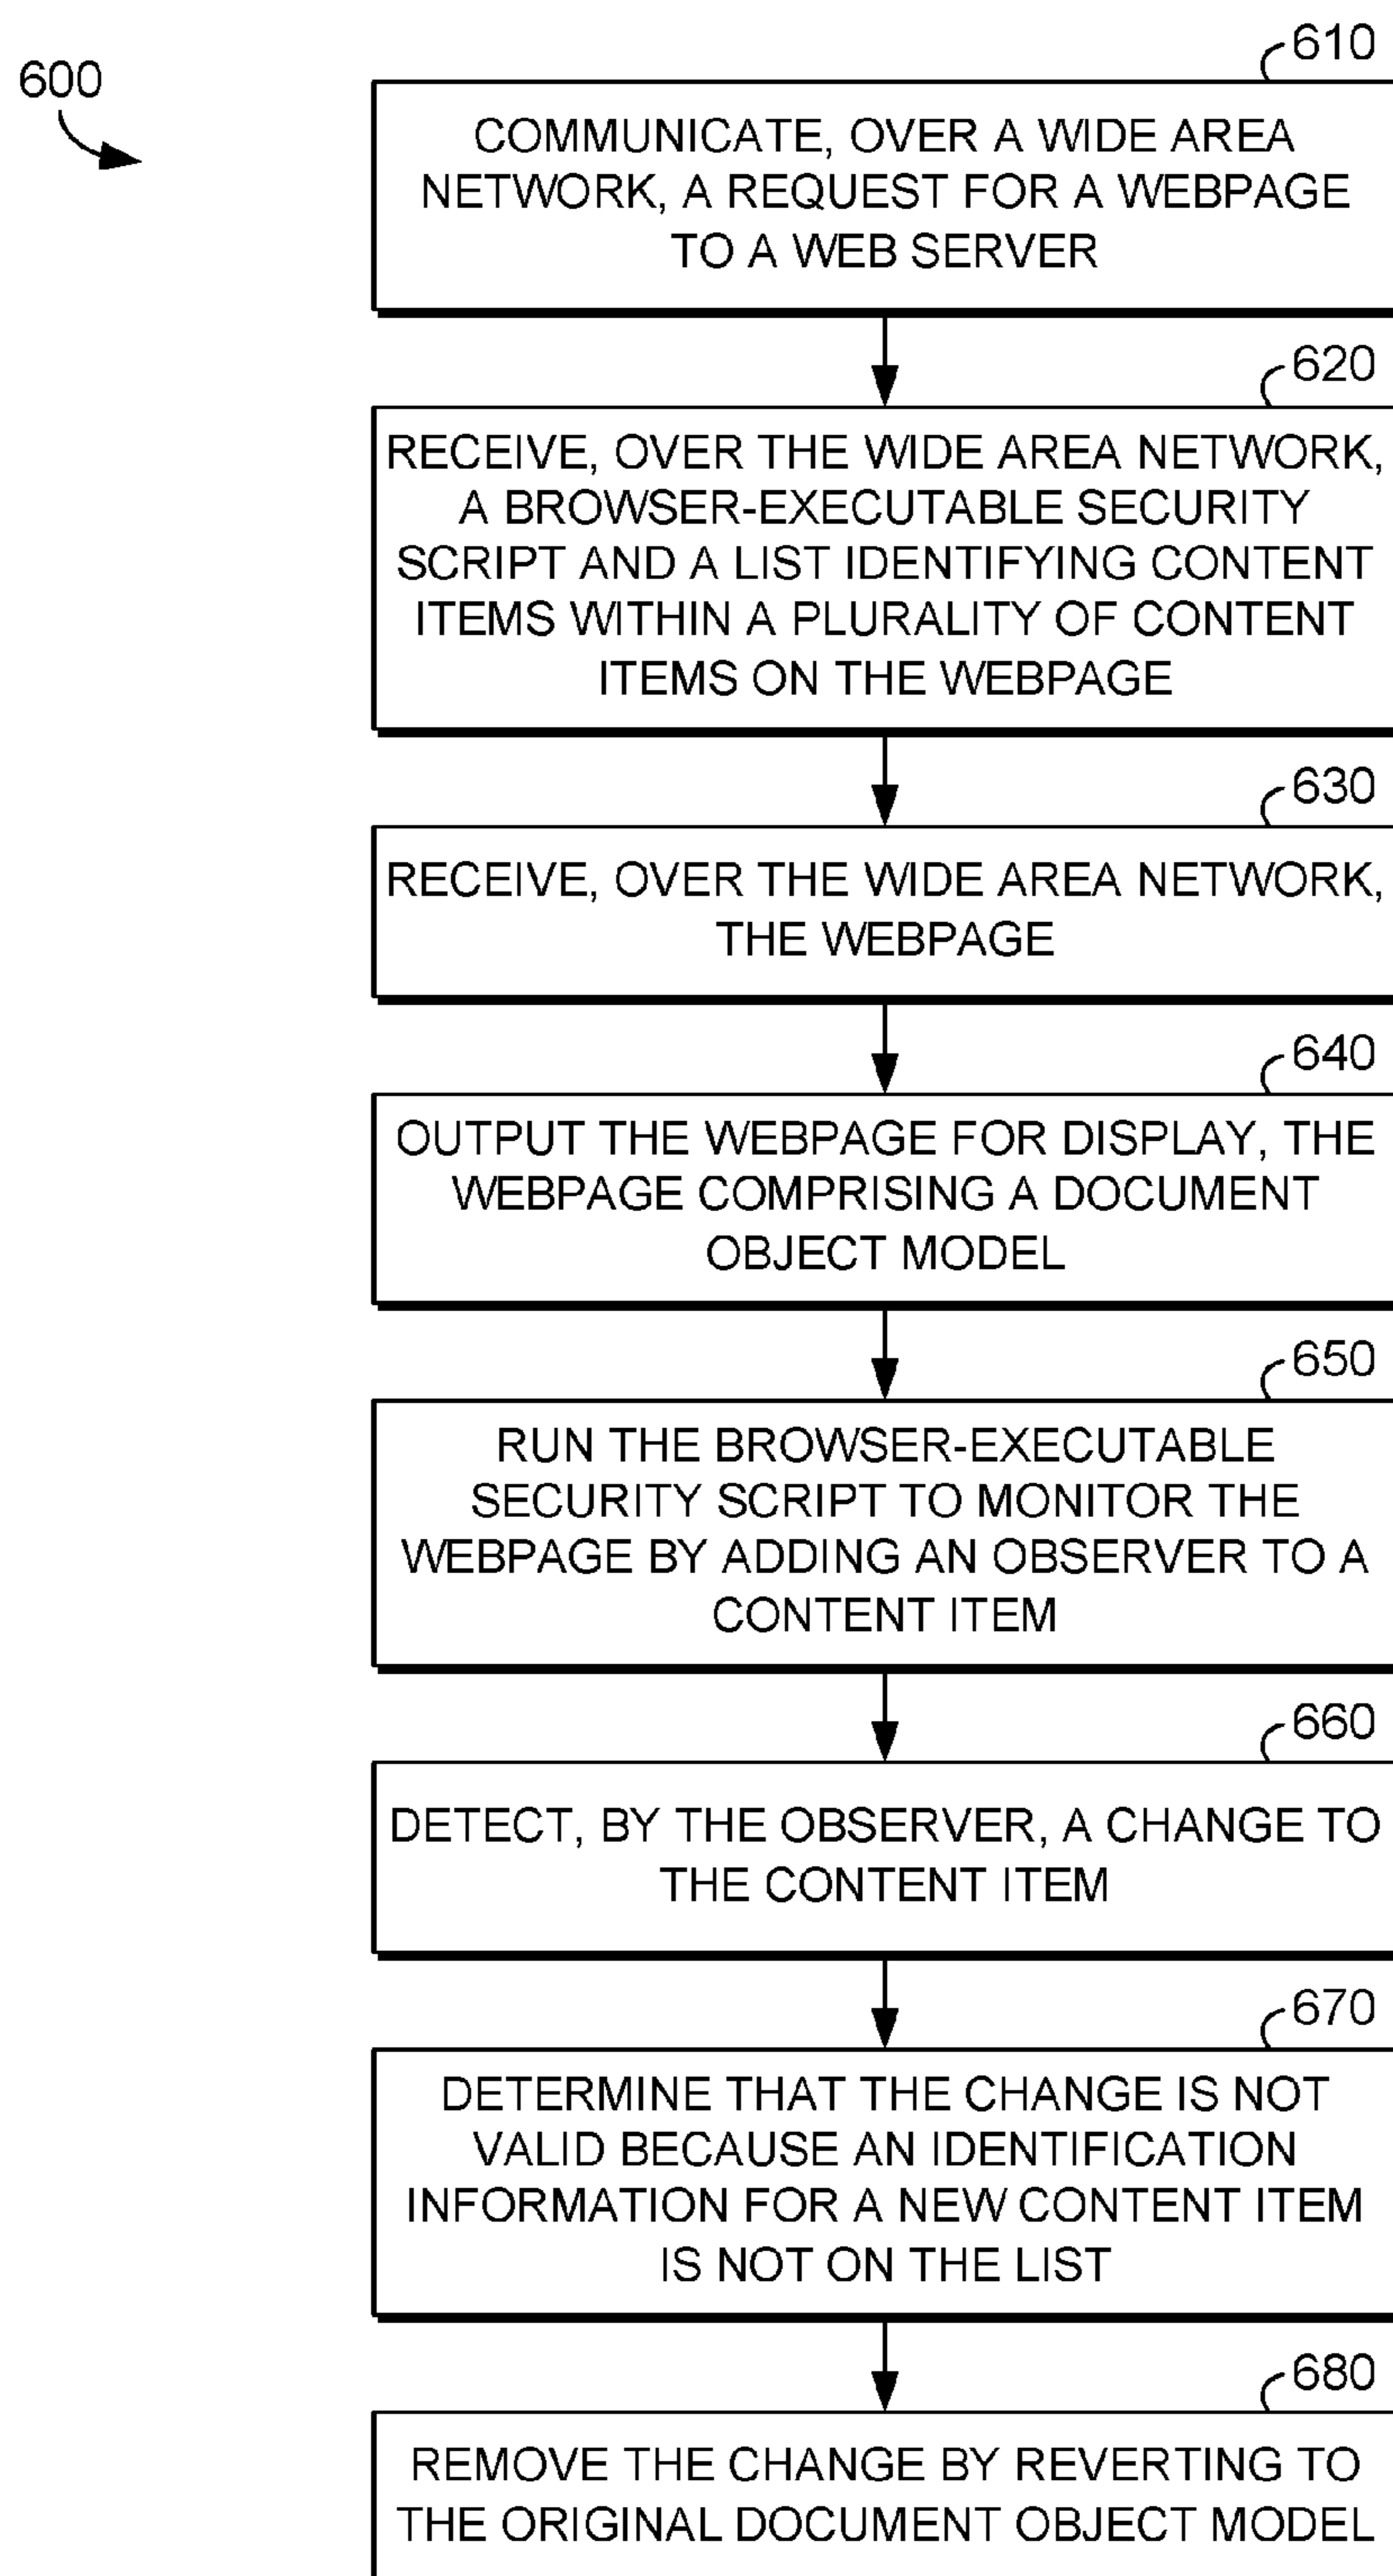 600
610
COMMUNICATE, OVER A WIDE AREA
NETWORK, A REQUEST FOR A WEBPAGE
TO A WEB SERVER
620
RECEIVE, OVER THE WIDE AREA NETWORK,
A BROWSER-EXECUTABLE SECURITY
SCRIPT AND A LIST IDENTIFYING CONTENT
ITEMS WITHIN A PLURALITY OF CONTENT
ITEMS ON THE WEBPAGE
630
RECEIVE, OVER THE WIDE AREA NETWORK,
THE WEBPAGE
640
OUTPUT THE WEBPAGE FOR DISPLAY, THE
WEBPAGE COMPRISING A DOCUMENT
OBJECT MODEL
650
RUN THE BROWSER-EXECUTABLE
SECURITY SCRIPT TO MONITOR THE
WEBPAGE BY ADDING AN OBSERVER TO A
CONTENT ITEM
660
DETECT, BY THE OBSERVER, A CHANGE TO
THE CONTENT ITEM
670
DETERMINE THAT THE CHANGE IS NOT
VALID BECAUSE AN IDENTIFICATION
INFORMATION FOR A NEW CONTENT ITEM
IS NOT ON THE LIST
680
REMOVE THE CHANGE BY REVERTING TO
THE ORIGINAL DOCUMENT OBJECT MODEL